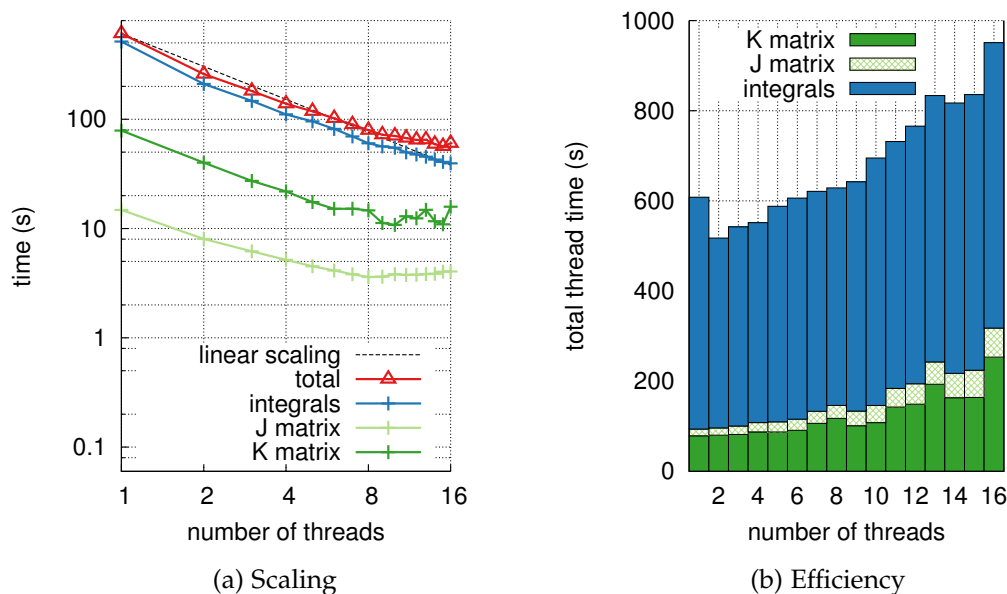 time (s)
100
10
1
0.1
linear scaling
total
integrals
J matrix
K matrix
1 2 4 8 16
number of threads
(a) Scaling
total thread time (s)
1000
800
600
400
200
0
K matrix
J matrix
integrals
2 4 6 8 10 12 14 16
number of threads
(b) Efficiency